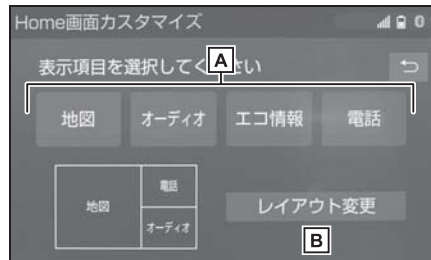 Home画面カスタマイズ
表示項目を選択してく さい
A
地図 オーディオ エコ情報 電話
地図
電話
オーディオ
レイアウト変更
B